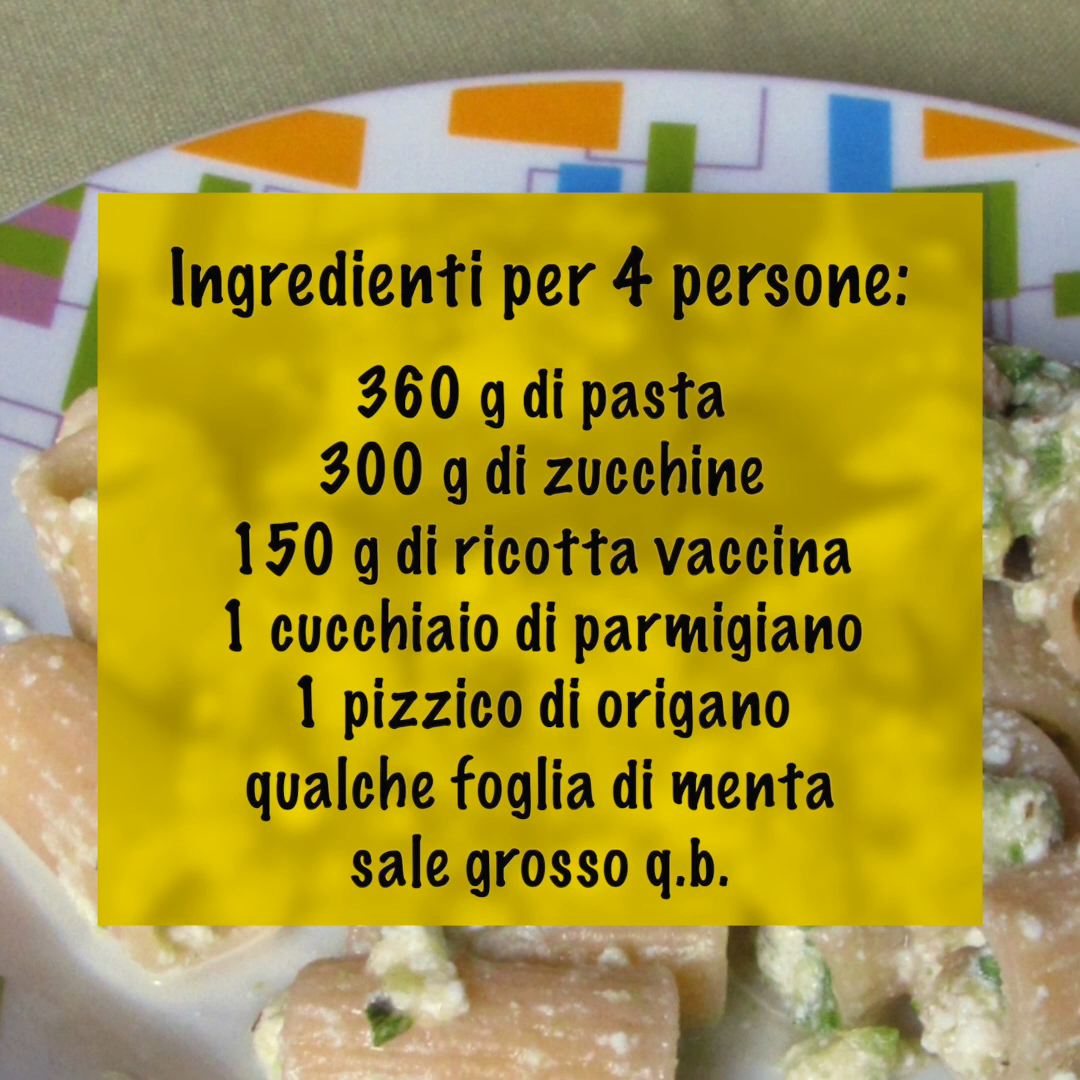 Ingredienti per 4 persone:
360 g di pasta
300 g di zucchine
150 g di ricotta vaccina
1 cucchiaio di parmigiano
1 pizzico di origano
qualche foglia di menta
sale grosso q.b.